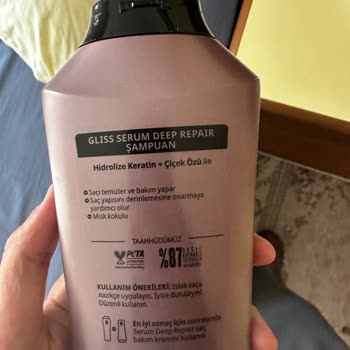 GLISS SERUM DEEP REPAIR
ŞAMPUAN
Hidrolize Keratin + Çiçek Özü ile
Saçı temizler ve bakım yapar
Saç yapısını derinlemesine onarmaya
yardımcı olur
Misk kokulu
TAAHHÜDÜMÜZ
PETA
%87
KULLANIM ÖNERİLERİ: Islak saça
nazikçe uygulayın. İyice durulayın!
Düzenli kullanın.
En iyi sonuç için sonrasında
Serum Deep Repair saç
bakım kremini kullanın